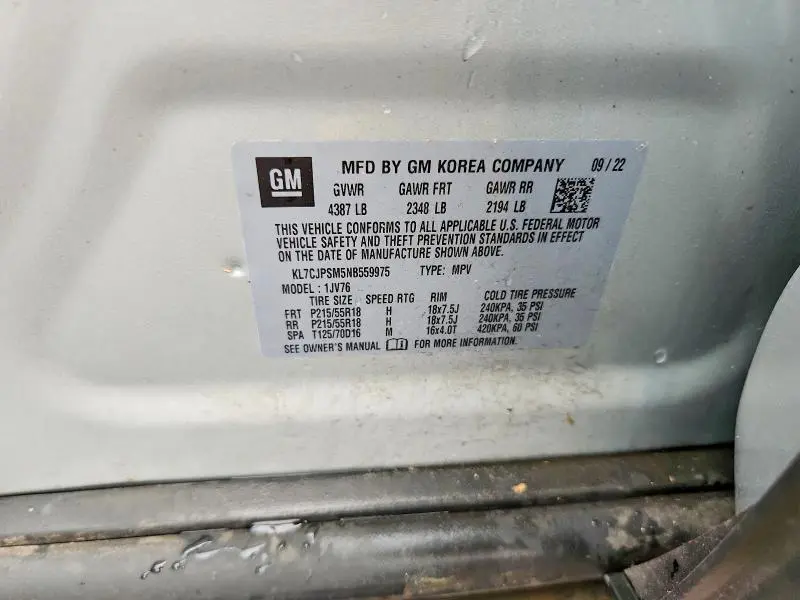 GM MFD BY GM KOREA COMPANY 09/22
GVWR GAWR FRT GAWR RR
4387 LB 2348 LB 2194 LB
THIS VEHICLE CONFORMS TO ALL APPLICABLE U.S. FEDERAL MOTOR
VEHICLE SAFETY AND THEFT PREVENTION STANDARDS IN EFFECT
ON THE DATE OF MANUFACTURE SHOWN ABOVE.
KL7CJPSM5NB559975 TYPE: MPV
MODEL: 1JV76
TIRE SIZE SPEED RTG RIM COLD TIRE PRESSURE
FRT P215/55R18 H 18x7.5J 240KPA, 35 PSI
RR P215/55R18 H 18x7.5J 240KPA, 35 PSI
SPA T125/70D16 M 16x4.0T 420KPA, 60 PSI
SEE OWNER'S MANUAL FOR MORE INFORMATION.